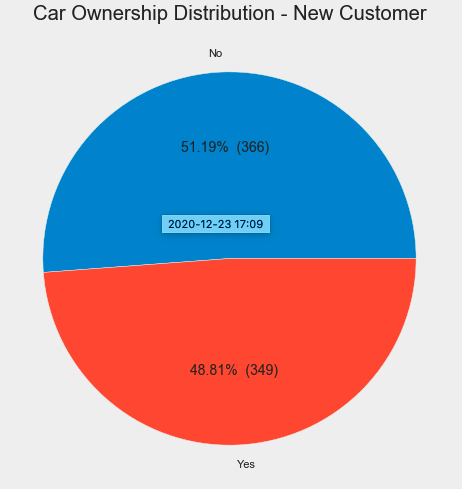 Car Ownership Distribution - New Customer
No
51.19% (366)
2020-12-23 17:09
48.81% (349)
Yes